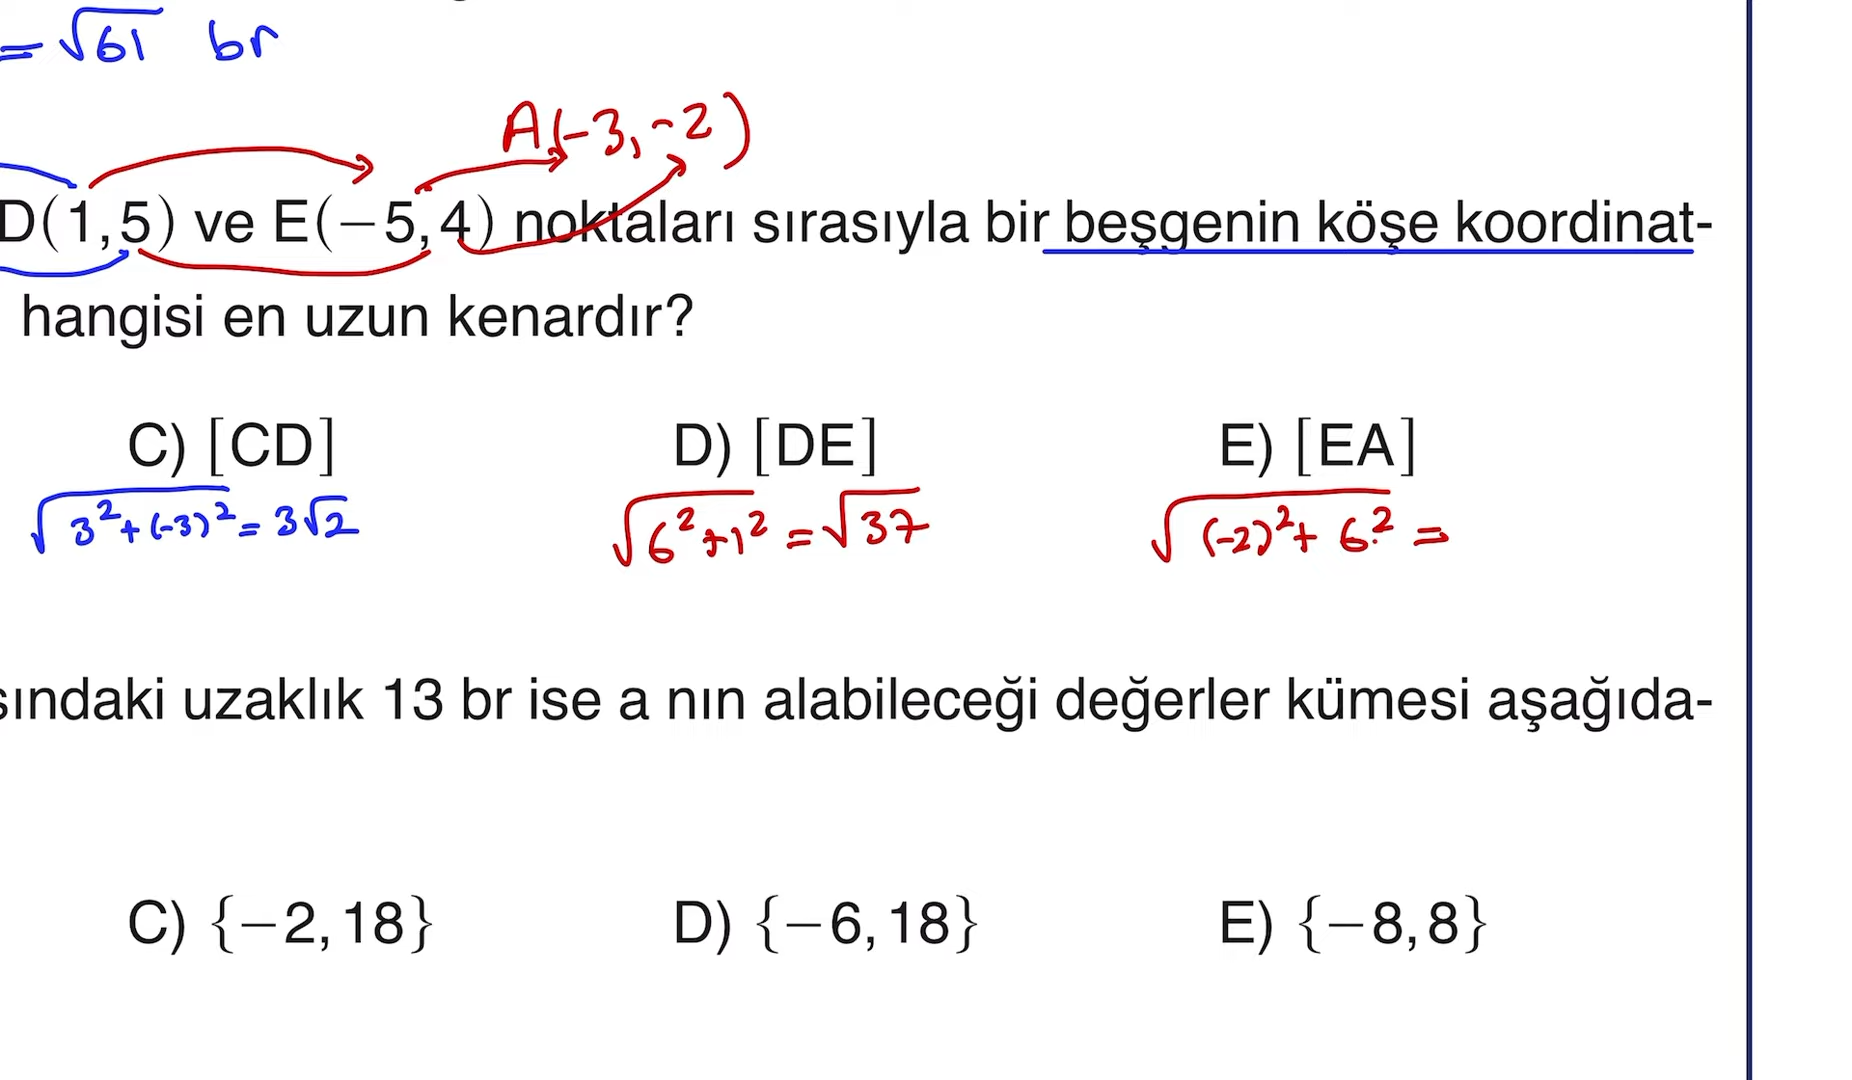 = √61 br
A(-3, -2)
D(1,5) ve E(−5,4) noktaları sırasıyla bir beşgenin köşe koordinat-
hangisi en uzun kenardır?
C) [CD] D) [DE] E) [EA]
√(3² + (-3)²) = 3√2 √(6² + 1²) = √37 √((-2)² + 6²) =
sındaki uzaklık 13 br ise a nın alabileceği değerler kümesi aşağıda-
C) {−2,18} D) {−6,18} E) {−8,8}